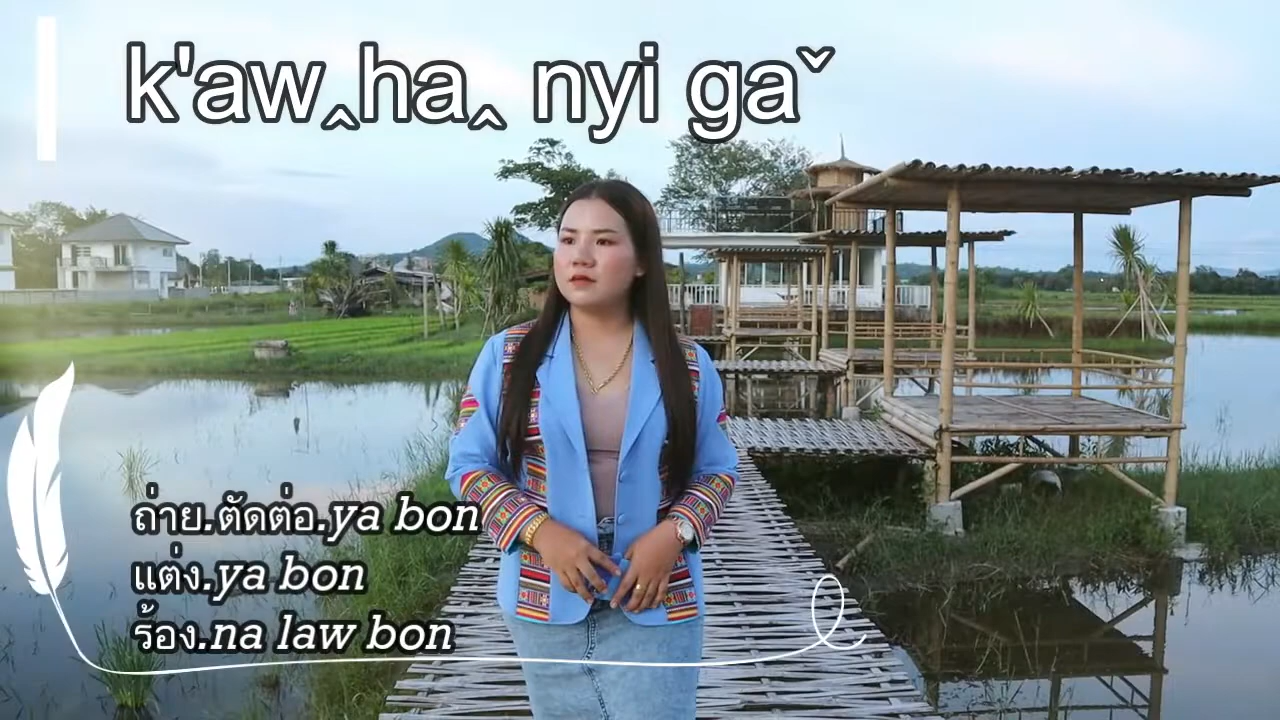 k'aw‸ha‸ nyi gaˇ
ถ่าย.ตัดต่อ.ya bon
แต่ง.ya bon
ร้อง.na law bon